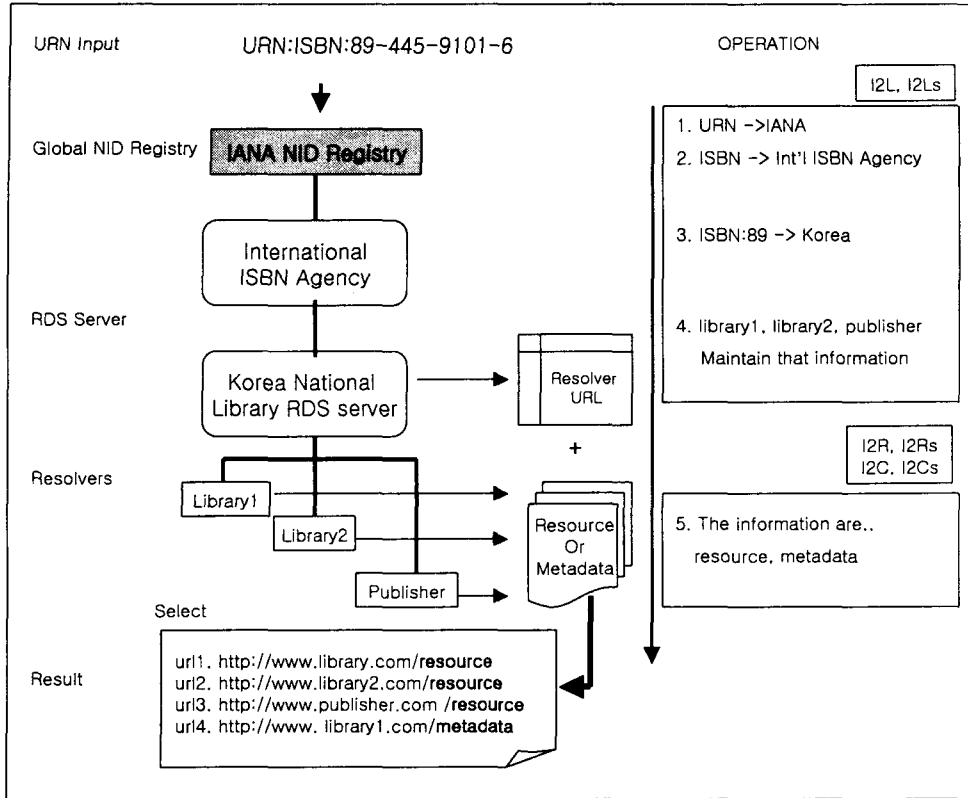 URN Input
URN:ISBN:89-445-9101-6
OPERATION
I2L, I2Ls
Global NID Registry
IANA NID Registry
1. URN ->IANA
2. ISBN -> Int'l ISBN Agency
International
ISBN Agency
3. ISBN:89 -> Korea
RDS Server
4. library1, library2, publisher
Maintain that information
Korea National
Library RDS server
Resolver
URL
+
I2R, I2Rs
I2C, I2Cs
Resolvers
Library1
Library2
Publisher
Resource
Or
Metadata
5. The information are..
resource, metadata
Select
Result
url1. http://www.library.com/resource
url2. http://www.library2.com/resource
url3. http://www.publisher.com /resource
url4. http://www. library1.com/metadata